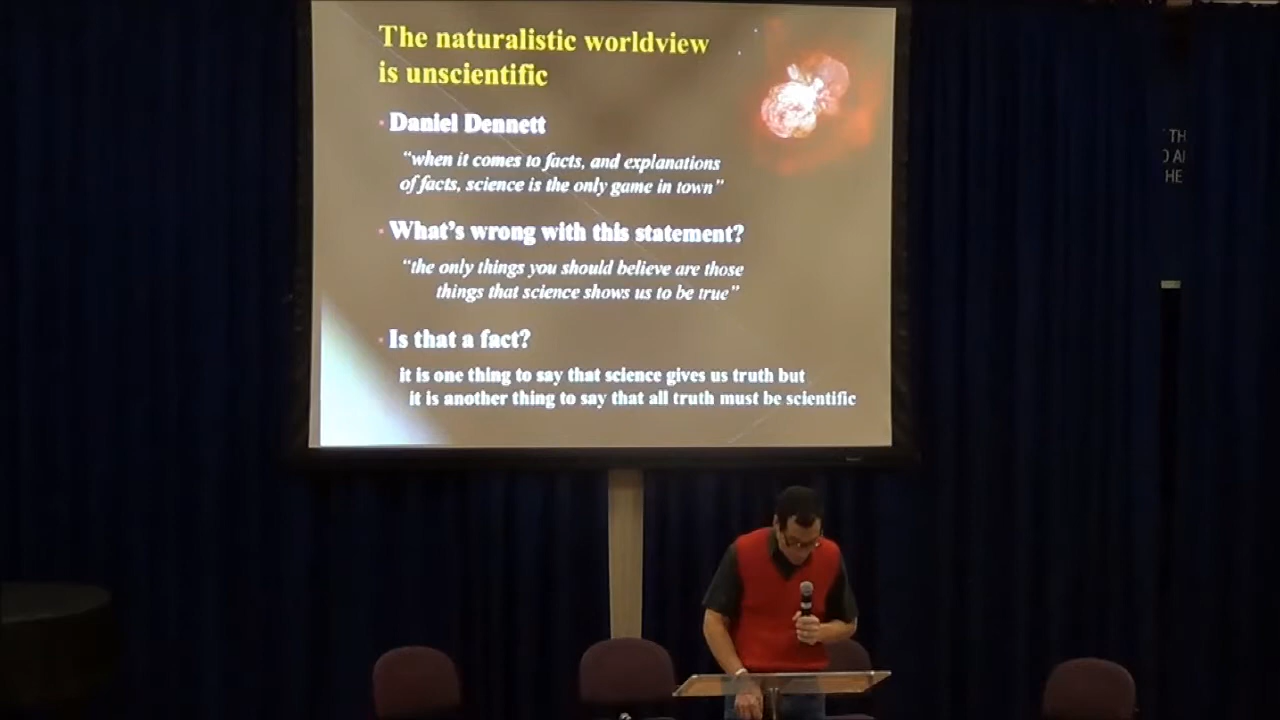 The naturalistic worldview
is unscientific
· Daniel Dennett
“when it comes to facts, and explanations
of facts, science is the only game in town”
· What’s wrong with this statement?
“the only things you should believe are those
things that science shows us to be true”
· Is that a fact?
it is one thing to say that science gives us truth but
it is another thing to say that all truth must be scientific
TH
HE